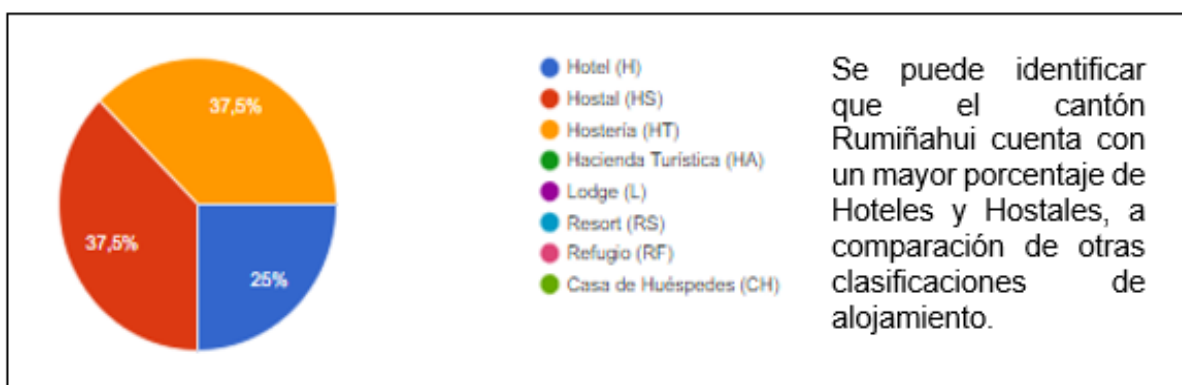 37,5%
37,5%
25%
Hotel (H)
Hostal (HS)
Hostería (HT)
Hacienda Turística (HA)
Lodge (L)
Resort (RS)
Refugio (RF)
Casa de Huéspedes (CH)
Se puede identificar
que el cantón
Rumiñahui cuenta con
un mayor porcentaje de
Hoteles y Hostales, a
comparación de otras
clasificaciones de
alojamiento.